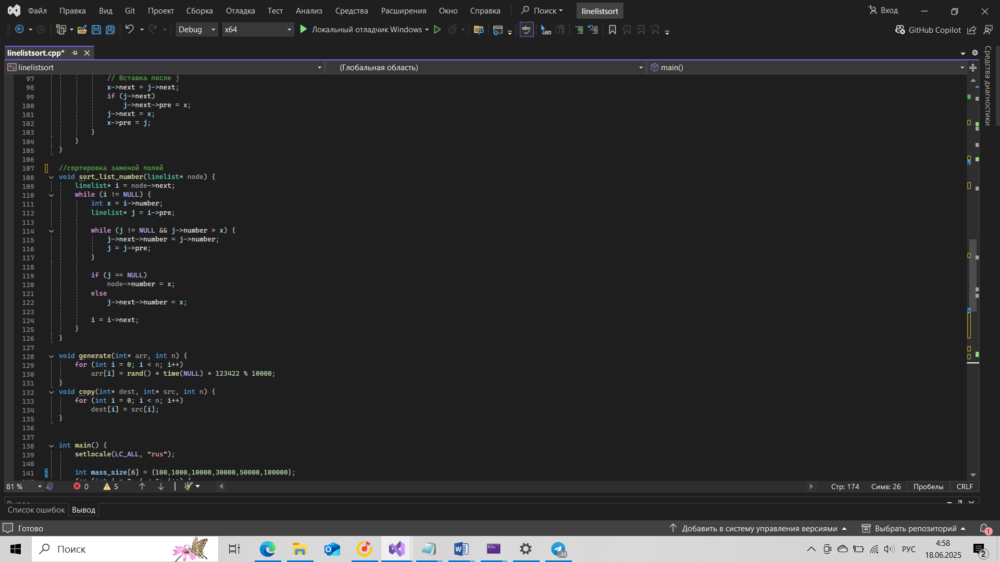 Файл Правка Вид Git Проект Сборка Отладка Тест Анализ Средства Расширения Окно Справка Поиск linelistsort Вход
Debug x64 Локальный отладчик Windows abc GitHub Copilot
linelistsort.cpp*
linelistsort (Глобальная область) main()
Средства диагностики
97 // Вставка после j
98 x->next = j->next;
99 if (j->next)
100 j->next->pre = x;
101 j->next = x;
102 x->pre = j;
103 }
104 }
105 }
106
107 //сортировка заменой полей
108 void sort_list_number(linelist* node) {
109 linelist* i = node->next;
110 while (i != NULL) {
111 int x = i->number;
112 linelist* j = i->pre;
113
114 while (j != NULL && j->number > x) {
115 j->next->number = j->number;
116 j = j->pre;
117 }
118
119 if (j == NULL)
120 node->number = x;
121 else
122 j->next->number = x;
123
124 i = i->next;
125 }
126 }
127
128 void generate(int* arr, int n) {
129 for (int i = 0; i < n; i++)
130 arr[i] = rand() * time(NULL) * 123422 % 10000;
131 }
132 void copy(int* dest, int* src, int n) {
133 for (int i = 0; i < n; i++)
134 dest[i] = src[i];
135 }
136
137
138 int main() {
139 setlocale(LC_ALL, "rus");
140
141 int mass_size[6] = {100,1000,10000,30000,50000,100000};
81 % 0 5 Стр: 174 Симв: 26 Пробелы CRLF
Список ошибок Вывод
Готово Добавить в систему управления версиями Выбрать репозиторий 1
Поиск 48 РУС 4:58
18.06.2025 2